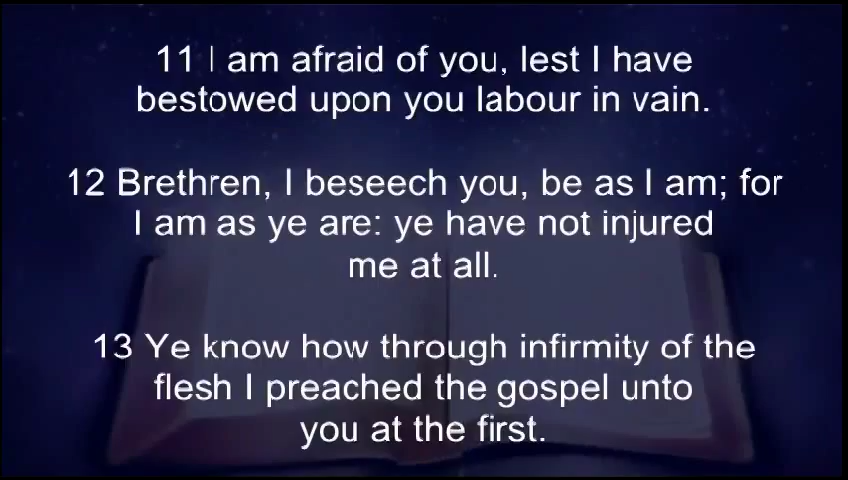 11 I am afraid of you, lest I have
bestowed upon you labour in vain.
12 Brethren, I beseech you, be as I am; for
I am as ye are: ye have not injured
me at all.
13 Ye know how through infirmity of the
flesh I preached the gospel unto
you at the first.